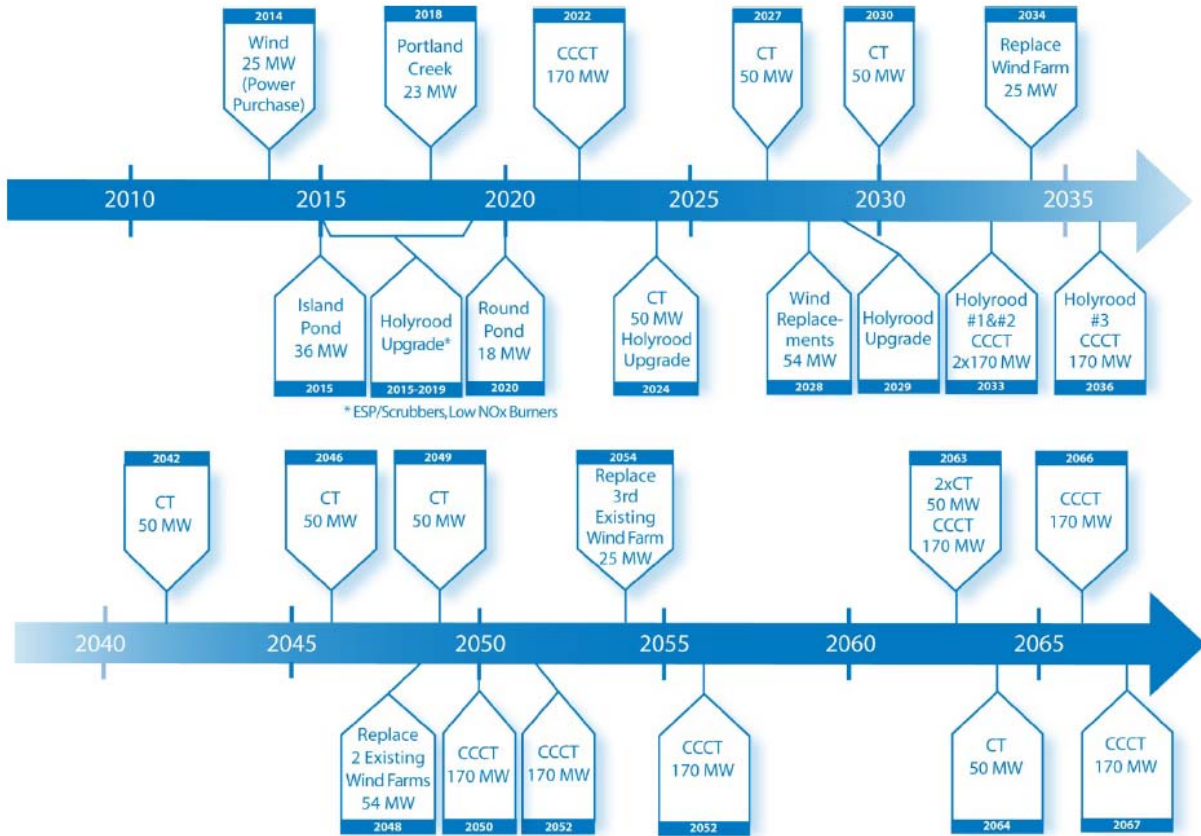 2014
Wind
25 MW
(Power
Purchase)
2018
Portland
Creek
23 MW
2022
CCCT
170 MW
2027
CT
50 MW
2030
CT
50 MW
2034
Replace
Wind Farm
25 MW
2010
2015
2020
2025
2030
2035
Island
Pond
36 MW
2015
Holyrood
Upgrade*
2015-2019
Round
Pond
18 MW
2020
CT
50 MW
Holyrood
Upgrade
2024
Wind
Replace-
ments
54 MW
2028
Holyrood
Upgrade
2029
Holyrood
#1&#2
CCCT
2x170 MW
2033
Holyrood
#3
CCCT
170 MW
2036
* ESP/Scrubbers, Low NOx Burners
2042
CT
50 MW
2046
CT
50 MW
2049
CT
50 MW
2054
Replace
3rd
Existing
Wind Farm
25 MW
2063
2xCT
50 MW
CCCT
170 MW
2066
CCCT
170 MW
2040
2045
2050
2055
2060
2065
Replace
2 Existing
Wind Farms
54 MW
2048
CCCT
170 MW
2050
CCCT
170 MW
2052
CCCT
170 MW
2052
CT
50 MW
2064
CCCT
170 MW
2067